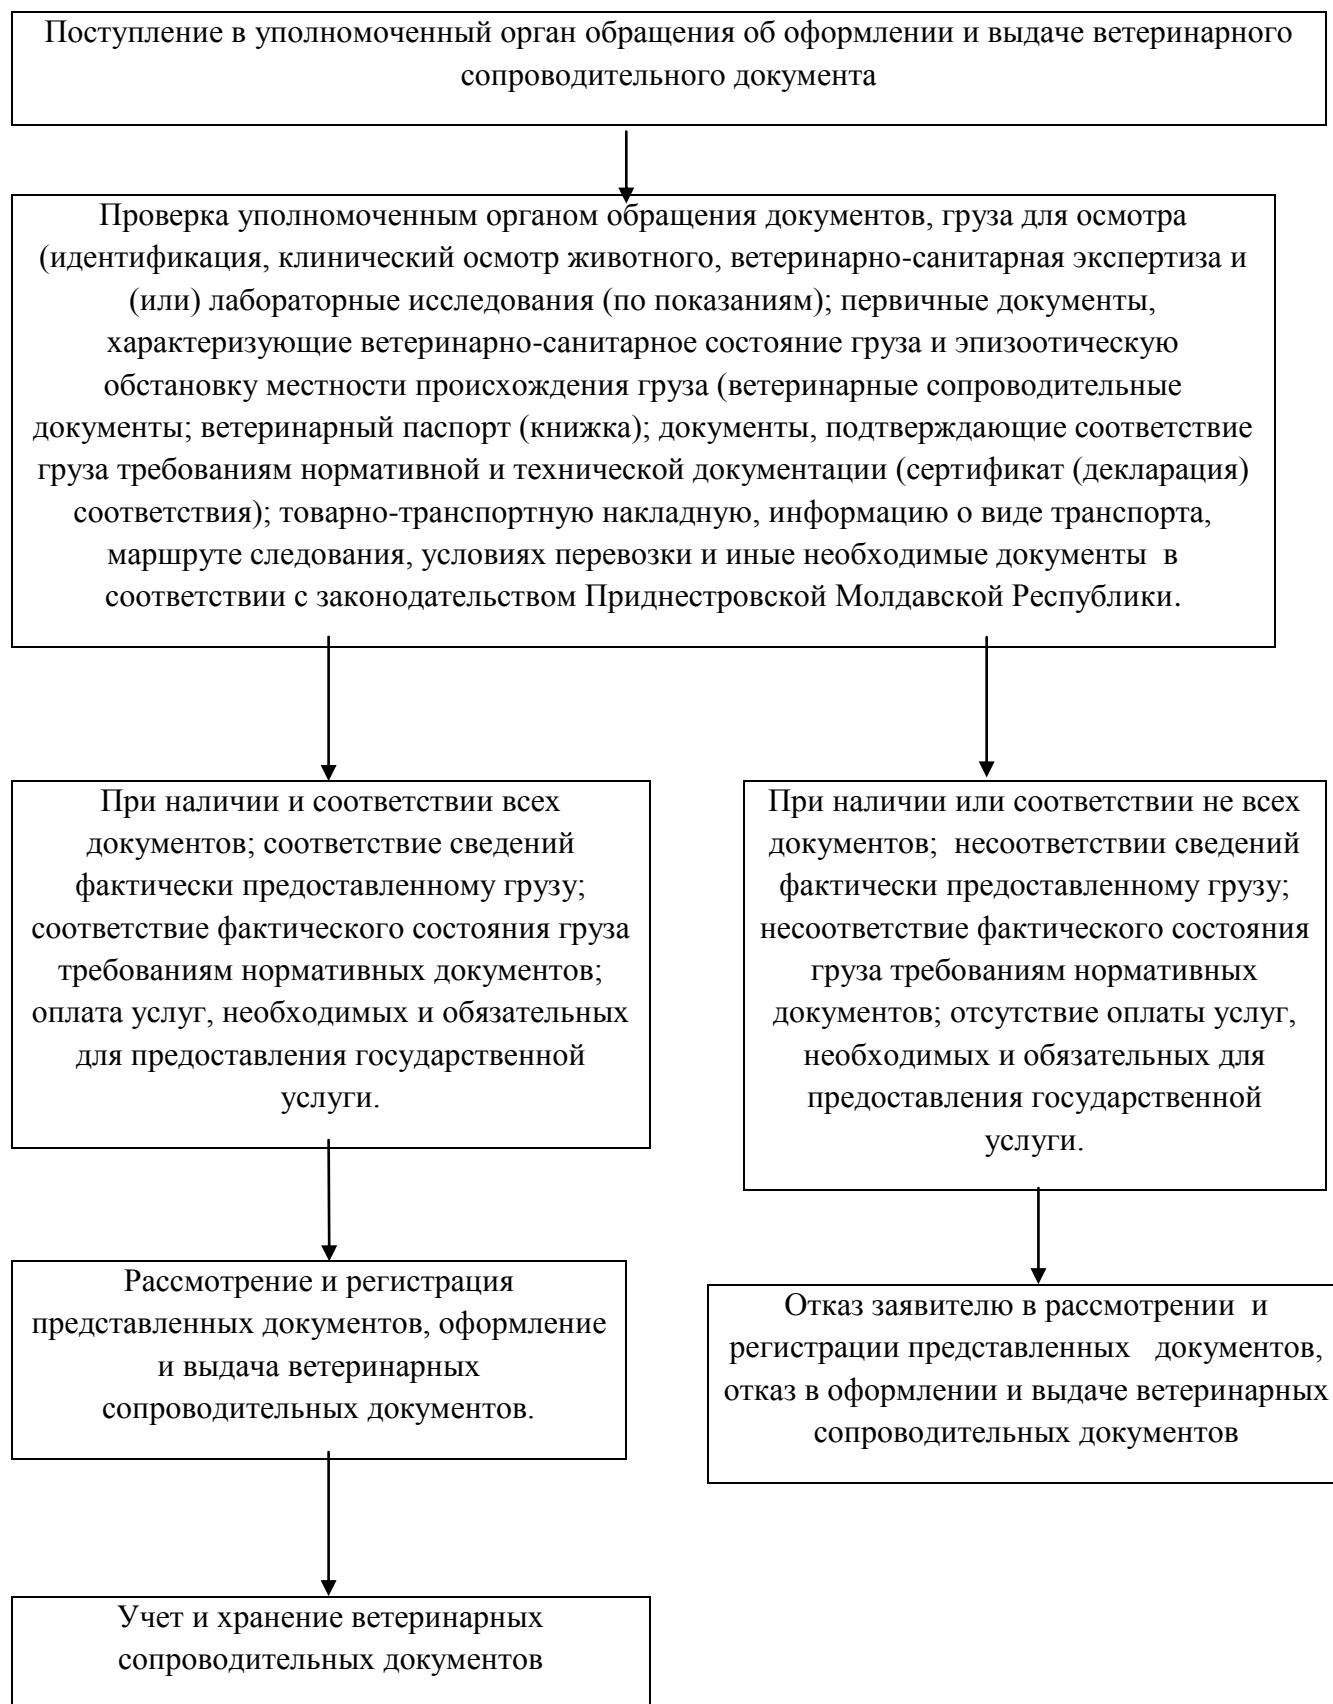 Поступление в уполномоченный орган обращения об оформлении и выдаче ветеринарного
сопроводительного документа
Проверка уполномоченным органом обращения документов, груза для осмотра
(идентификация, клинический осмотр животного, ветеринарно-санитарная экспертиза и
(или) лабораторные исследования (по показаниям); первичные документы,
характеризующие ветеринарно-санитарное состояние груза и эпизоотическую
обстановку местности происхождения груза (ветеринарные сопроводительные
документы; ветеринарный паспорт (книжка); документы, подтверждающие соответствие
груза требованиям нормативной и технической документации (сертификат (декларация)
соответствия); товарно-транспортную накладную, информацию о виде транспорта,
маршруте следования, условиях перевозки и иные необходимые документы в
соответствии с законодательством Приднестровской Молдавской Республики.
При наличии и соответствии всех
документов; соответствие сведений
фактически предоставленному грузу;
соответствие фактического состояния груза
требованиям нормативных документов;
оплата услуг, необходимых и обязательных
для предоставления государственной
услуги.
При наличии или соответствии не всех
документов; несоответствии сведений
фактически предоставленному грузу;
несоответствие фактического состояния
груза требованиям нормативных
документов; отсутствие оплаты услуг,
необходимых и обязательных для
предоставления государственной
услуги.
Рассмотрение и регистрация
представленных документов, оформление
и выдача ветеринарных
сопроводительных документов.
Отказ заявителю в рассмотрении и
регистрации представленных документов,
отказ в оформлении и выдаче ветеринарных
сопроводительных документов
Учет и хранение ветеринарных
сопроводительных документов